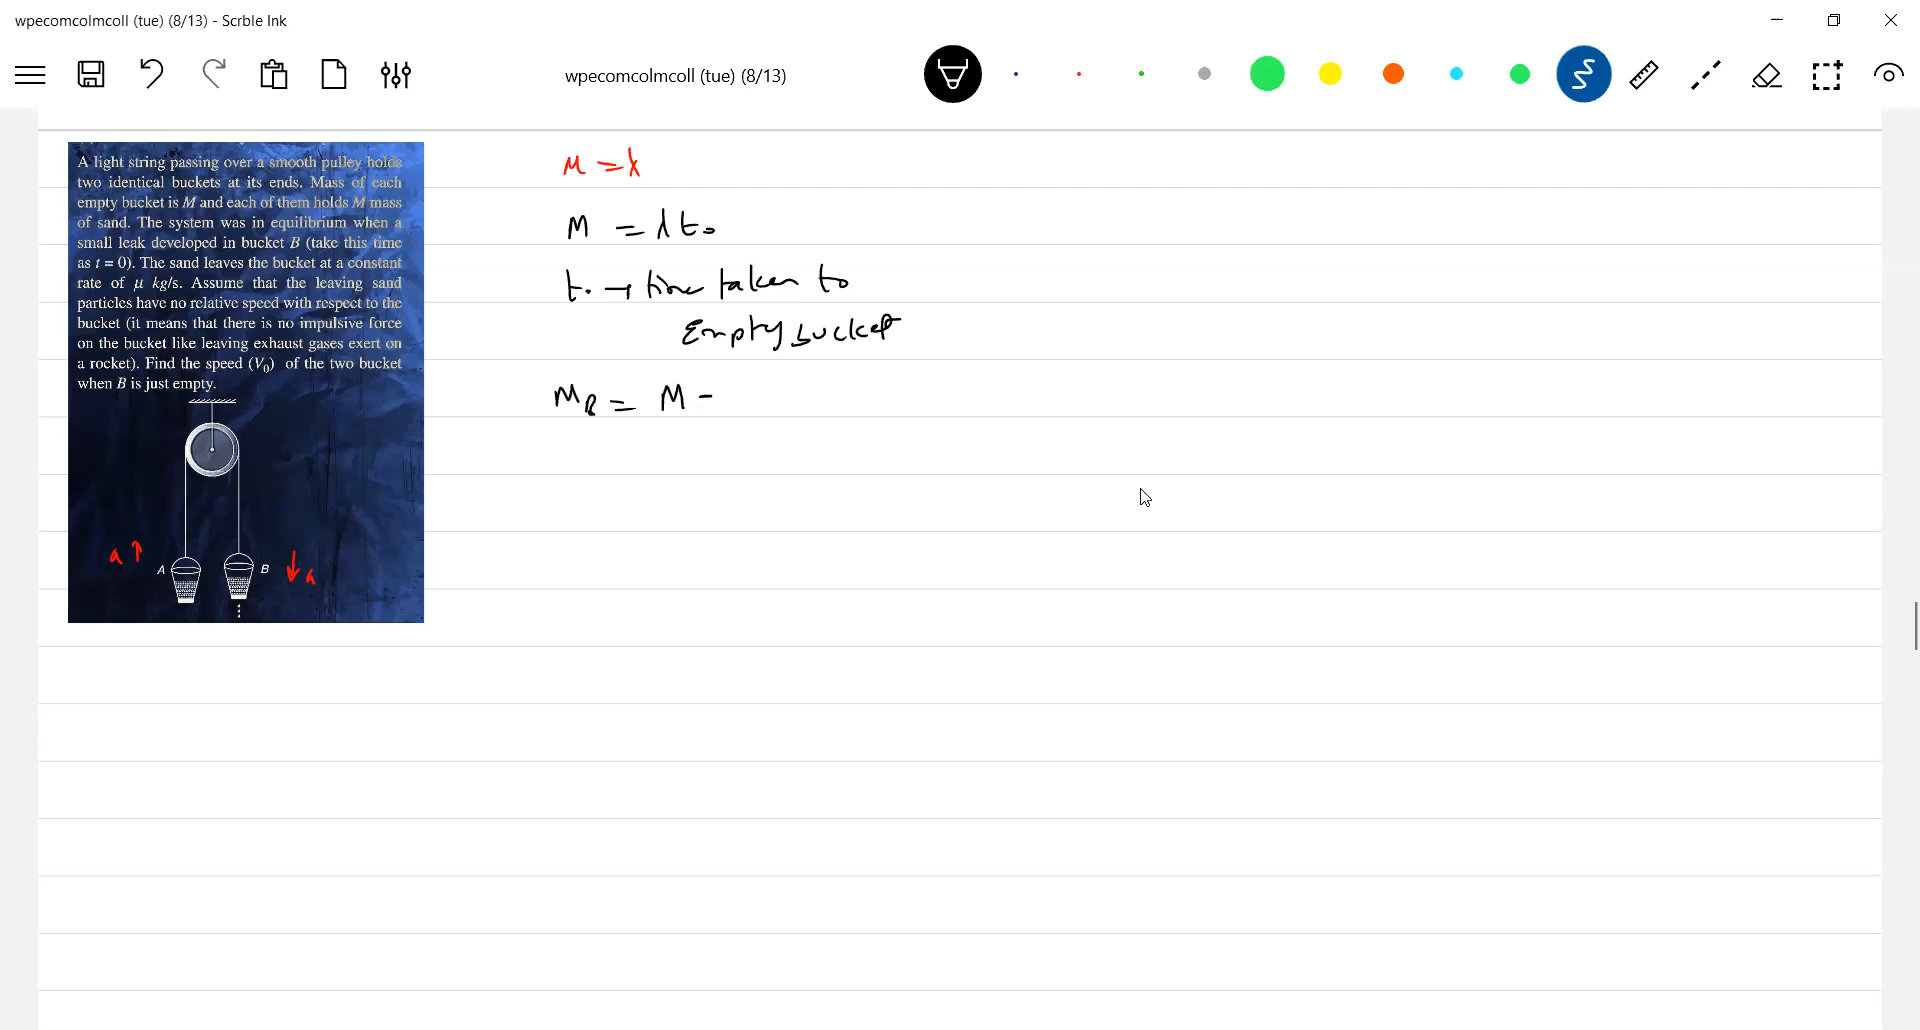 wpecomcolmcoll (tue) (8/13) - Scrble Ink
wpecomcolmcoll (tue) (8/13)
A light string passing over a smooth pulley holds
two identical buckets at its ends. Mass of each
empty bucket is M and each of them holds M mass
of sand. The system was in equilibrium when a
small leak developed in bucket B (take this time
as t = 0). The sand leaves the bucket at a constant
rate of μ kg/s. Assume that the leaving sand
particles have no relative speed with respect to the
bucket (it means that there is no impulsive force
on the bucket like leaving exhaust gases exert on
a rocket). Find the speed (V₀) of the two bucket
when B is just empty.
A
B
a ↑
↓ a
μ = λ
M = λ t₀
t₀ → time taken to
Empty bucket
M_B = M -